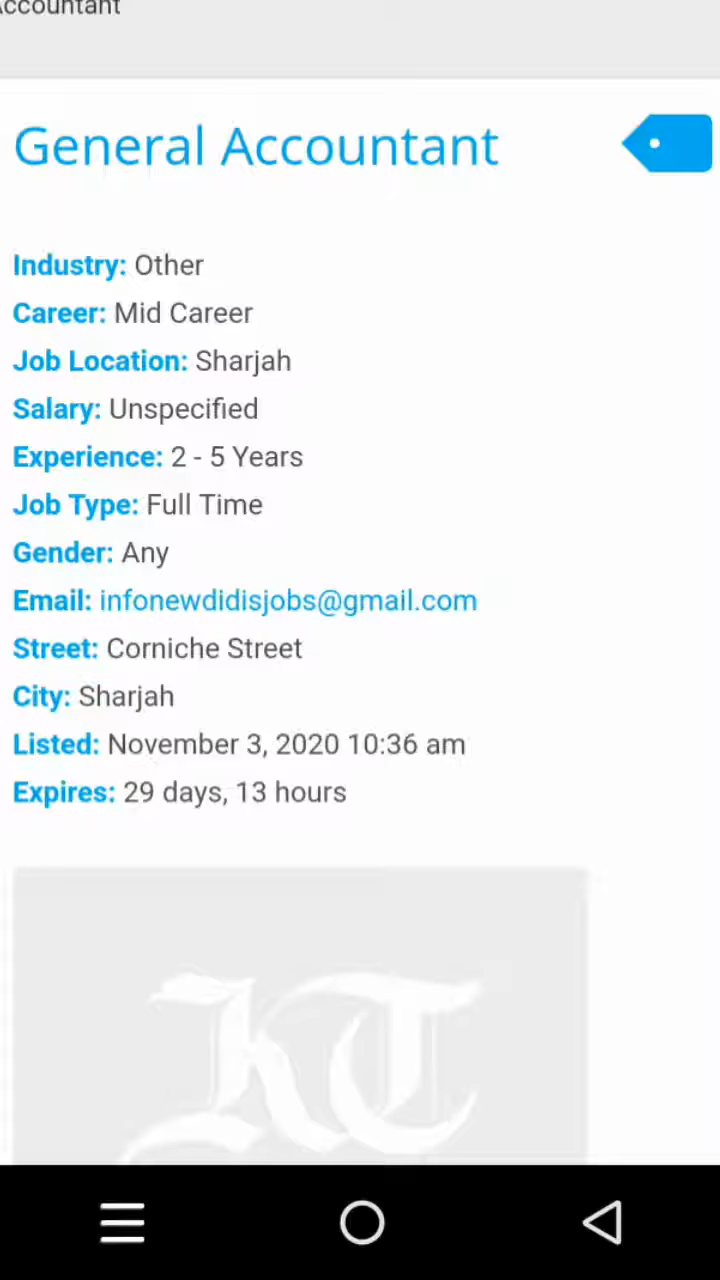 Accountant
General Accountant
Industry: Other
Career: Mid Career
Job Location: Sharjah
Salary: Unspecified
Experience: 2 - 5 Years
Job Type: Full Time
Gender: Any
Email: infonewdidisjobs@gmail.com
Street: Corniche Street
City: Sharjah
Listed: November 3, 2020 10:36 am
Expires: 29 days, 13 hours
KT